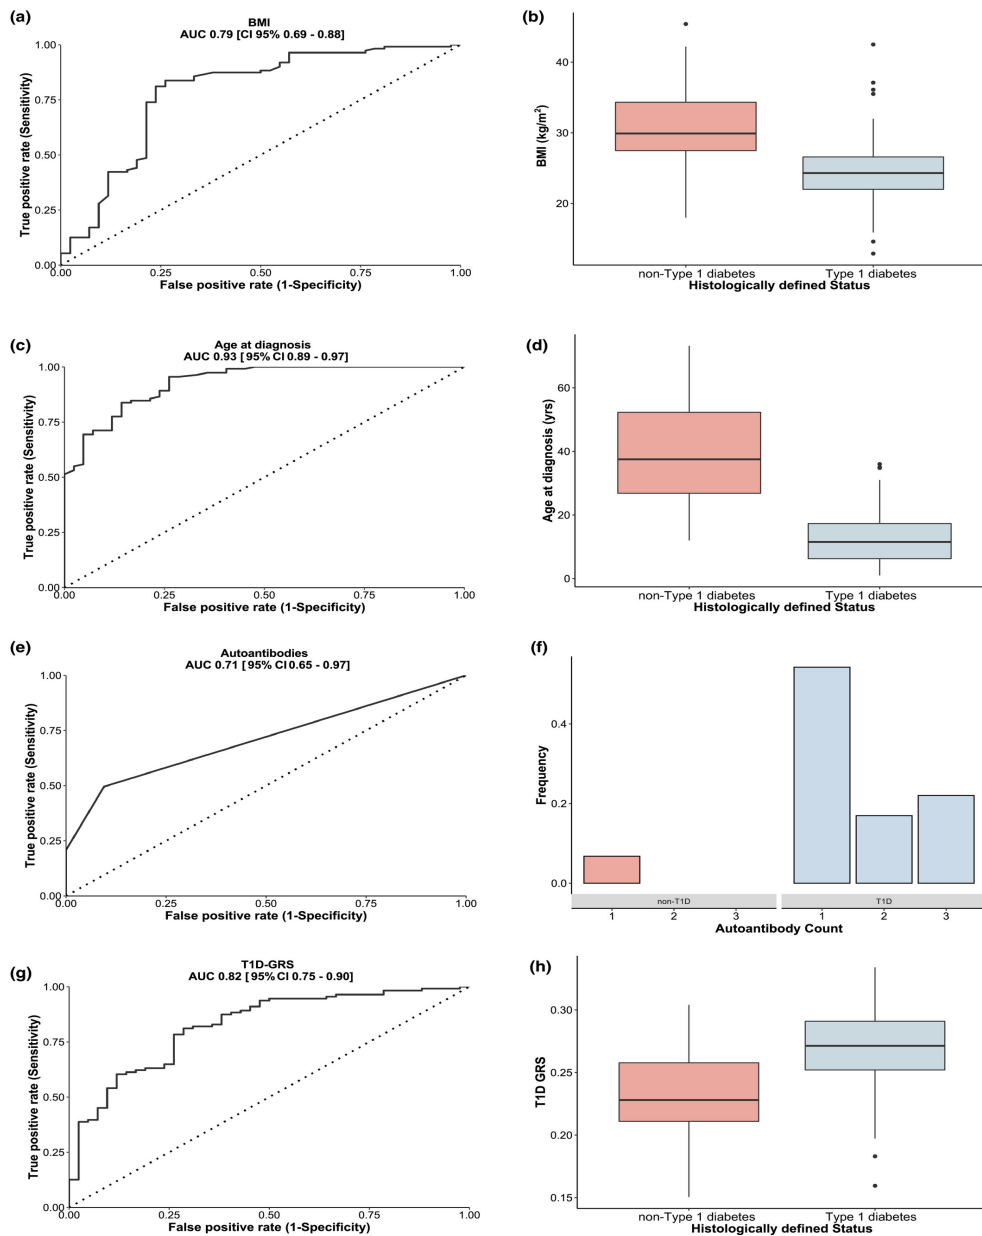 (a)
BMI
AUC 0.79 [CI 95% 0.69 - 0.88]
True positive rate (Sensitivity)
1.00
0.75
0.50
0.25
0.00
0.00
0.25
0.50
0.75
1.00
False positive rate (1-Specificity)
(b)
BMI (kg/m²)
40
30
20
non-Type 1 diabetes
Type 1 diabetes
Histologically defined Status
(c)
Age at diagnosis
AUC 0.93 [95% CI 0.89 - 0.97]
True positive rate (Sensitivity)
1.00
0.75
0.50
0.25
0.00
0.00
0.25
0.50
0.75
1.00
False positive rate (1-Specificity)
(d)
Age at diagnosis (yrs)
60
40
20
0
non-Type 1 diabetes
Type 1 diabetes
Histologically defined Status
(e)
Autoantibodies
AUC 0.71 [95% CI 0.65 - 0.97]
True positive rate (Sensitivity)
1.00
0.75
0.50
0.25
0.00
0.00
0.25
0.50
0.75
1.00
False positive rate (1-Specificity)
(f)
Frequency
0.4
0.2
0.0
non-T1D
T1D
1
2
3
1
2
3
Autoantibody Count
(g)
T1D-GRS
AUC 0.82 [95% CI 0.75 - 0.90]
True positive rate (Sensitivity)
1.00
0.75
0.50
0.25
0.00
0.00
0.25
0.50
0.75
1.00
False positive rate (1-Specificity)
(h)
T1D GRS
0.30
0.25
0.20
0.15
non-Type 1 diabetes
Type 1 diabetes
Histologically defined Status